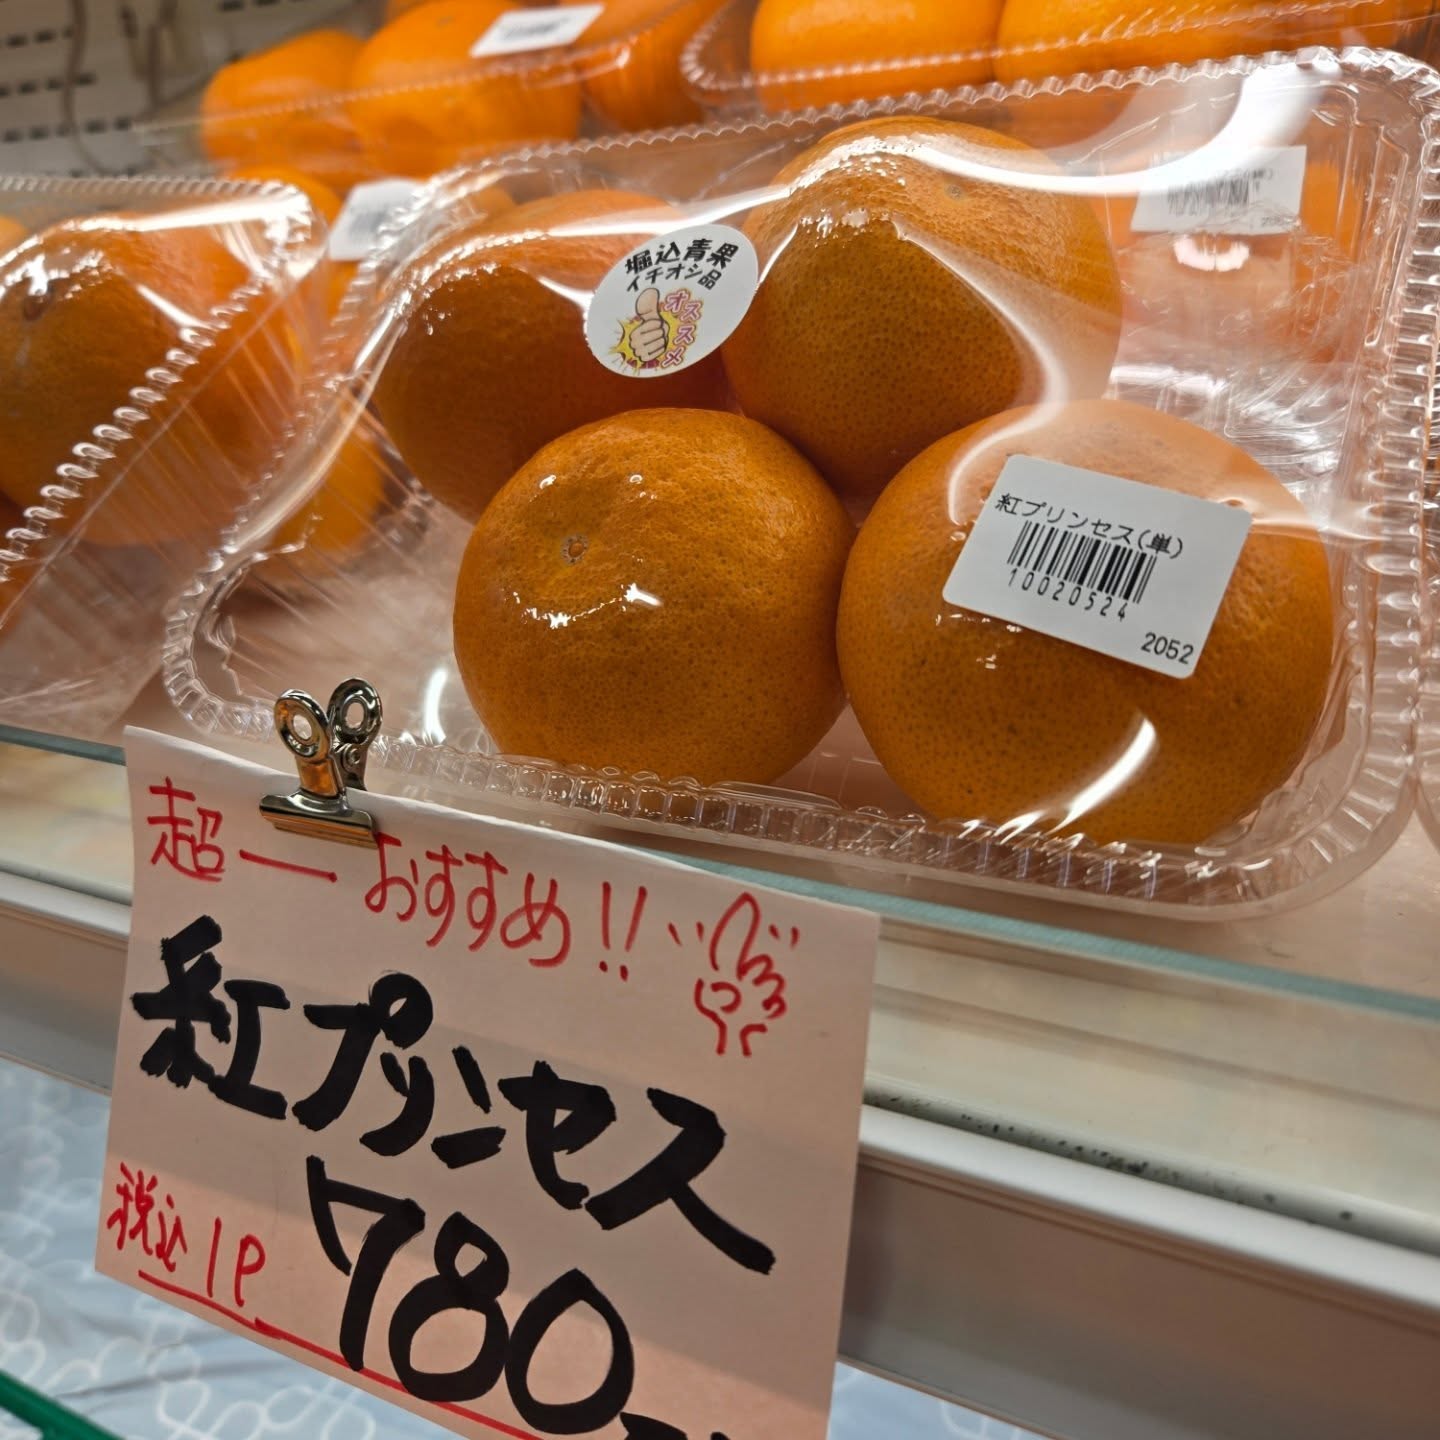 堀込青果
イチオシ品
オススメ
紅プリンセス(単)
10020524
2052
超ーおすすめ!!
紅プリンセス
税込1P
780